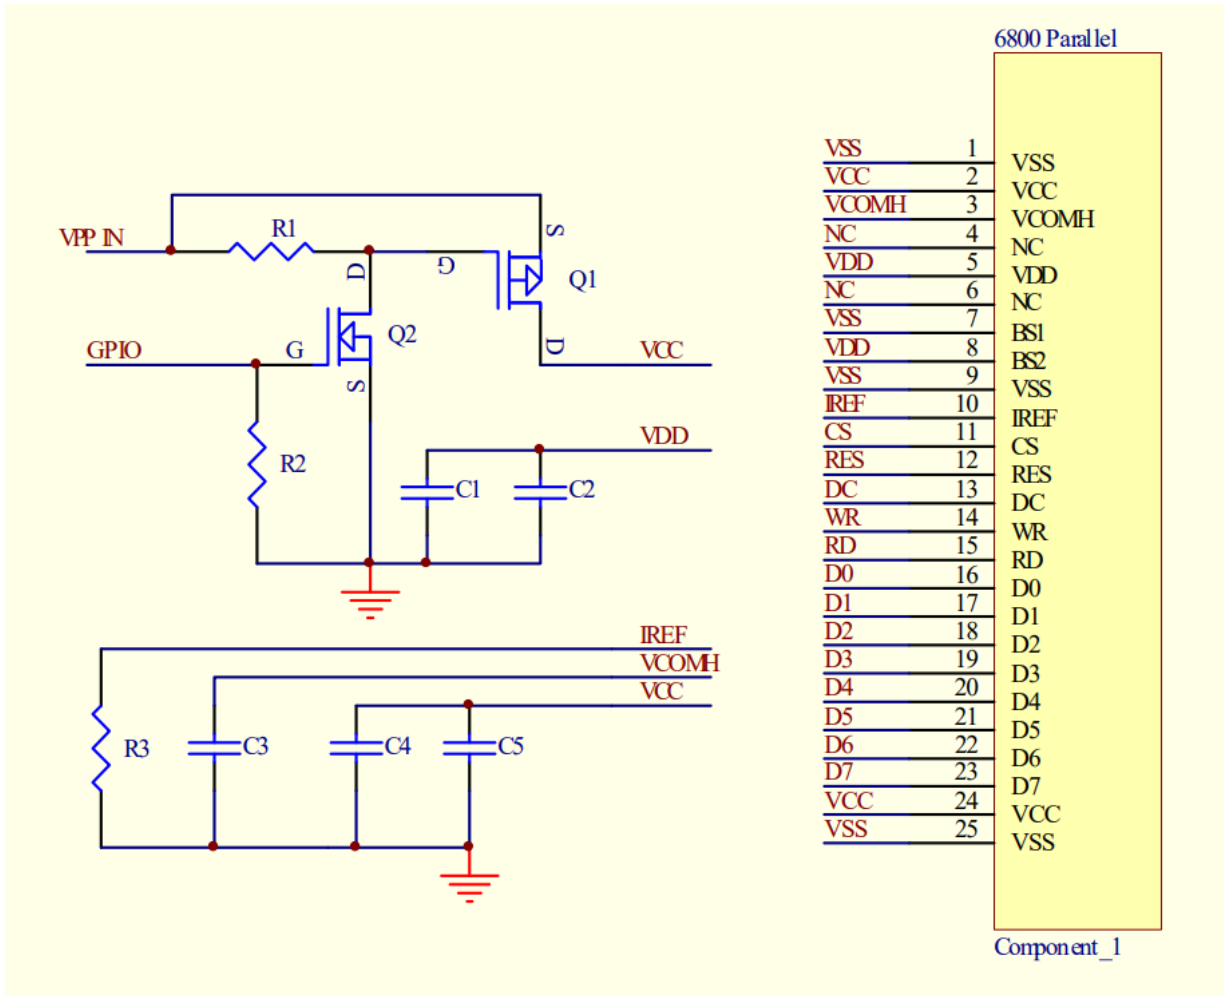 6800 Parallel
VPP IN
R1
S
D
G
Q1
Q2
GPIO
G
D
VCC
S
VDD
R2
C1
C2
IREF
VCOMH
VCC
R3
C3
C4
C5
VSS 1 VSS
VCC 2 VCC
VCOMH 3 VCOMH
NC 4 NC
VDD 5 VDD
NC 6 NC
VSS 7 BS1
VDD 8 BS2
VSS 9 VSS
IREF 10 IREF
CS 11 CS
RES 12 RES
DC 13 DC
WR 14 WR
RD 15 RD
D0 16 D0
D1 17 D1
D2 18 D2
D3 19 D3
D4 20 D4
D5 21 D5
D6 22 D6
D7 23 D7
VCC 24 VCC
VSS 25 VSS
Component_1